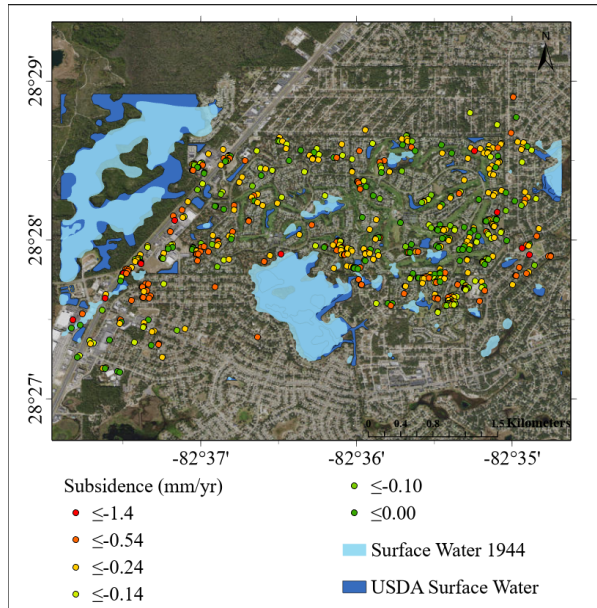 N
28°29'
28°28'
28°27'
0 0.4 0.8 1.5 Kilometers
-82°37' -82°36' -82°35'
Subsidence (mm/yr)
≤-1.4
≤-0.54
≤-0.24
≤-0.14
≤-0.10
≤0.00
Surface Water 1944
USDA Surface Water